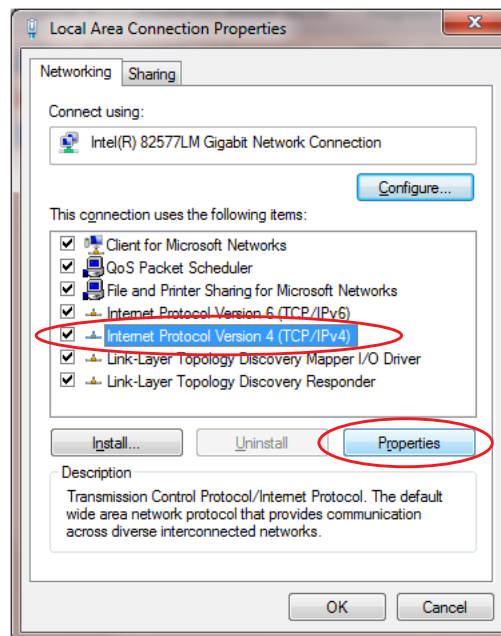 Local Area Connection Properties
Networking
Sharing
Connect using:
Intel(R) 82577LM Gigabit Network Connection
Configure...
This connection uses the following items:
Client for Microsoft Networks
QoS Packet Scheduler
File and Printer Sharing for Microsoft Networks
Internet Protocol Version 6 (TCP/IPv6)
Internet Protocol Version 4 (TCP/IPv4)
Link-Layer Topology Discovery Mapper I/O Driver
Link-Layer Topology Discovery Responder
Install...
Uninstall
Properties
Description
Transmission Control Protocol/Internet Protocol. The default
wide area network protocol that provides communication
across diverse interconnected networks.
OK
Cancel